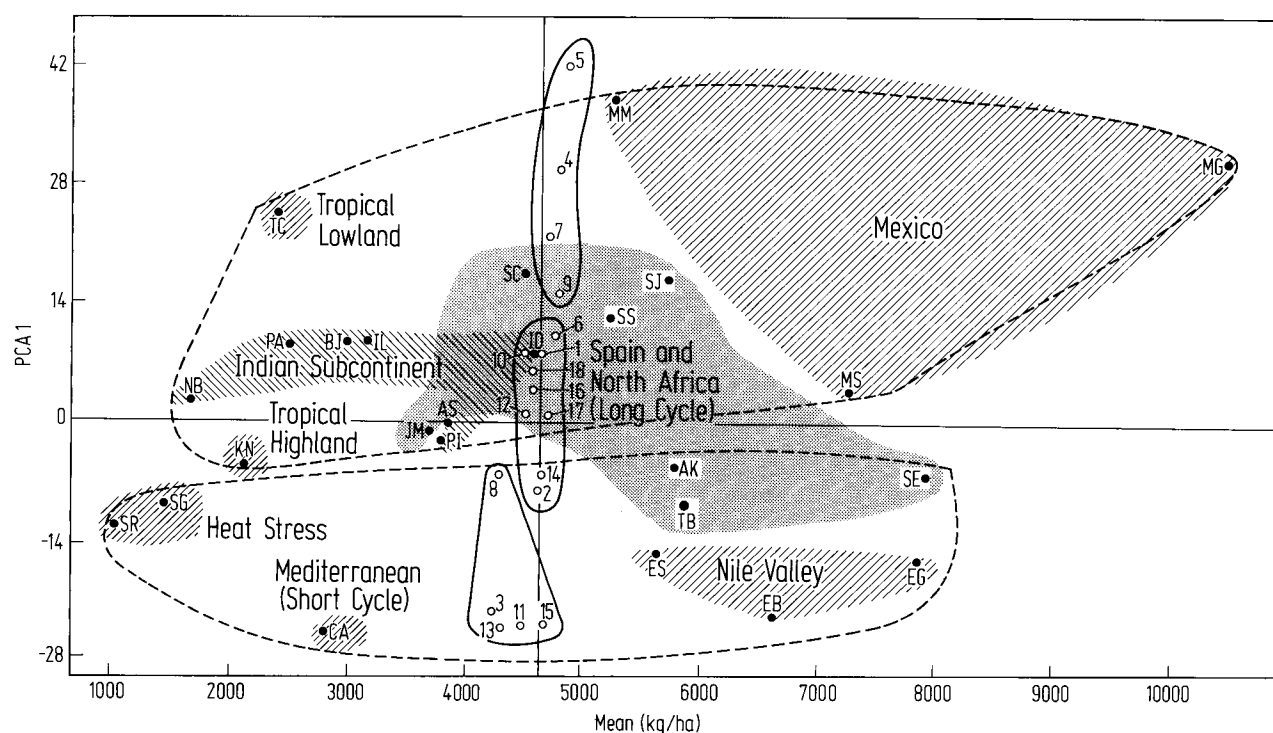 PCA 1
42
28
14
0
-14
-28
5
MM
4
MG
TC
Tropical
Lowland
7
Mexico
SC
SJ
9
SS
6
PA
BJ
IL
10
ID
1
Spain and
Indian Subcontinent
18
North Africa
NB
16
(Long Cycle)
MS
12
17
Tropical
Highland
AS
JM
PI
KN
8
14
AK
SE
2
SG
TB
SR
Heat Stress
ES
Nile Valley
EG
Mediterranean
(Short Cycle)
3
11
15
EB
13
CA
1000
2000
3000
4000
5000
6000
7000
8000
9000
10000
Mean (kg/ha)